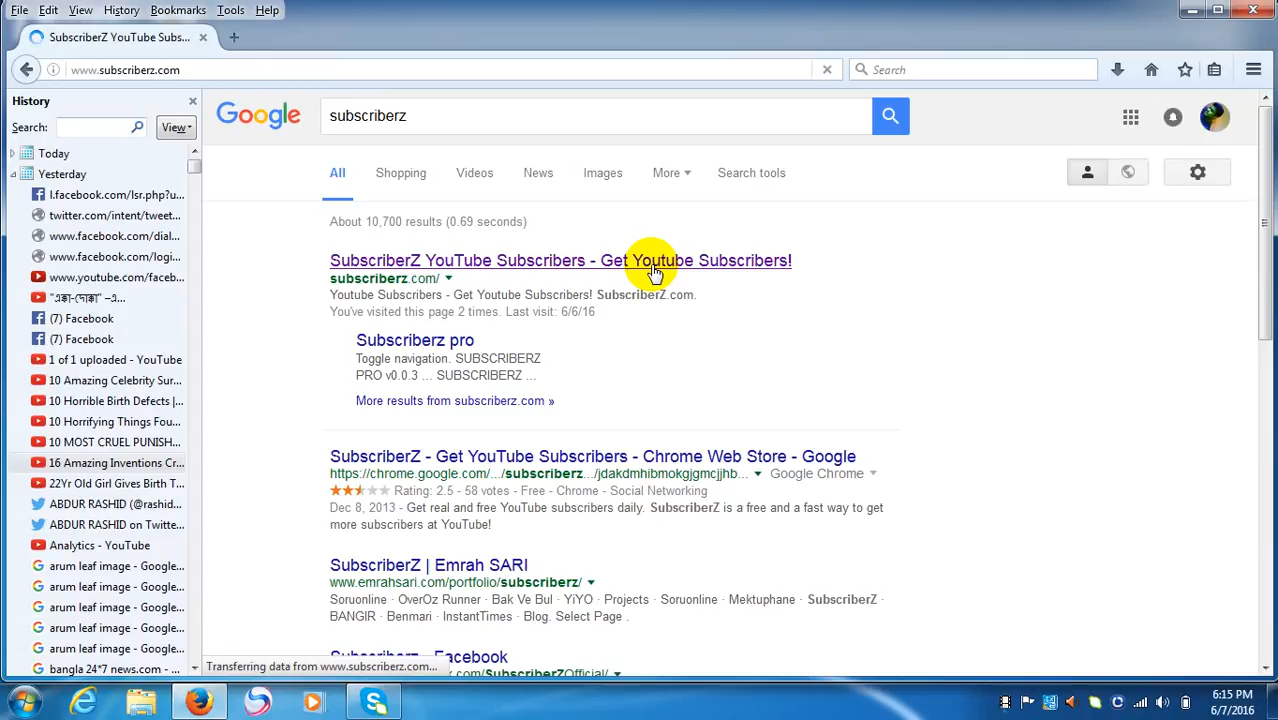 File Edit View History Bookmarks Tools Help
SubscriberZ YouTube Subs...
www.subscriberz.com
Search
History
Search:
View
Today
Yesterday
l.facebook.com/lsr.php?u...
twitter.com/intent/tweet...
www.facebook.com/dial...
www.facebook.com/logi...
www.youtube.com/faceb...
"এক্কা-দোক্কা" –এ...
(7) Facebook
(7) Facebook
1 of 1 uploaded - YouTube
10 Amazing Celebrity Sur...
10 Horrible Birth Defects |...
10 Horrifying Things Fou...
10 MOST CRUEL PUNISH...
16 Amazing Inventions Cr...
22Yr Old Girl Gives Birth T...
ABDUR RASHID (@rashid...
ABDUR RASHID on Twitte...
Analytics - YouTube
arum leaf image - Google...
arum leaf image - Google...
arum leaf image - Google...
arum leaf image - Google...
arum leaf image - Google...
bangla 24*7 news.com - ...
Google
subscriberz
All Shopping Videos News Images More Search tools
About 10,700 results (0.69 seconds)
SubscriberZ YouTube Subscribers - Get Youtube Subscribers!
subscriberz.com/
Youtube Subscribers - Get Youtube Subscribers! SubscriberZ.com.
You've visited this page 2 times. Last visit: 6/6/16
Subscriberz pro
Toggle navigation. SUBSCRIBERZ
PRO v0.0.3 ... SUBSCRIBERZ ...
More results from subscriberz.com »
SubscriberZ - Get YouTube Subscribers - Chrome Web Store - Google
https://chrome.google.com/.../subscriberz.../jdakdmhibmokgjgmcjjhb... Google Chrome
Rating: 2.5 - 58 votes - Free - Chrome - Social Networking
Dec 8, 2013 - Get real and free YouTube subscribers daily. SubscriberZ is a free and a fast way to get
more subscribers at YouTube!
SubscriberZ | Emrah SARI
www.emrahsari.com/portfolio/subscriberz/
Soruonline · OverOz Runner · Bak Ve Bul · YiYO · Projects · Soruonline · Mektuphane · SubscriberZ ·
BANGIR · Benmari · InstantTimes · Blog. Select Page .
- Facebook
k.com/SubscriberZOfficial/
Transferring data from www.subscriberz.com...
6:15 PM
6/7/2016